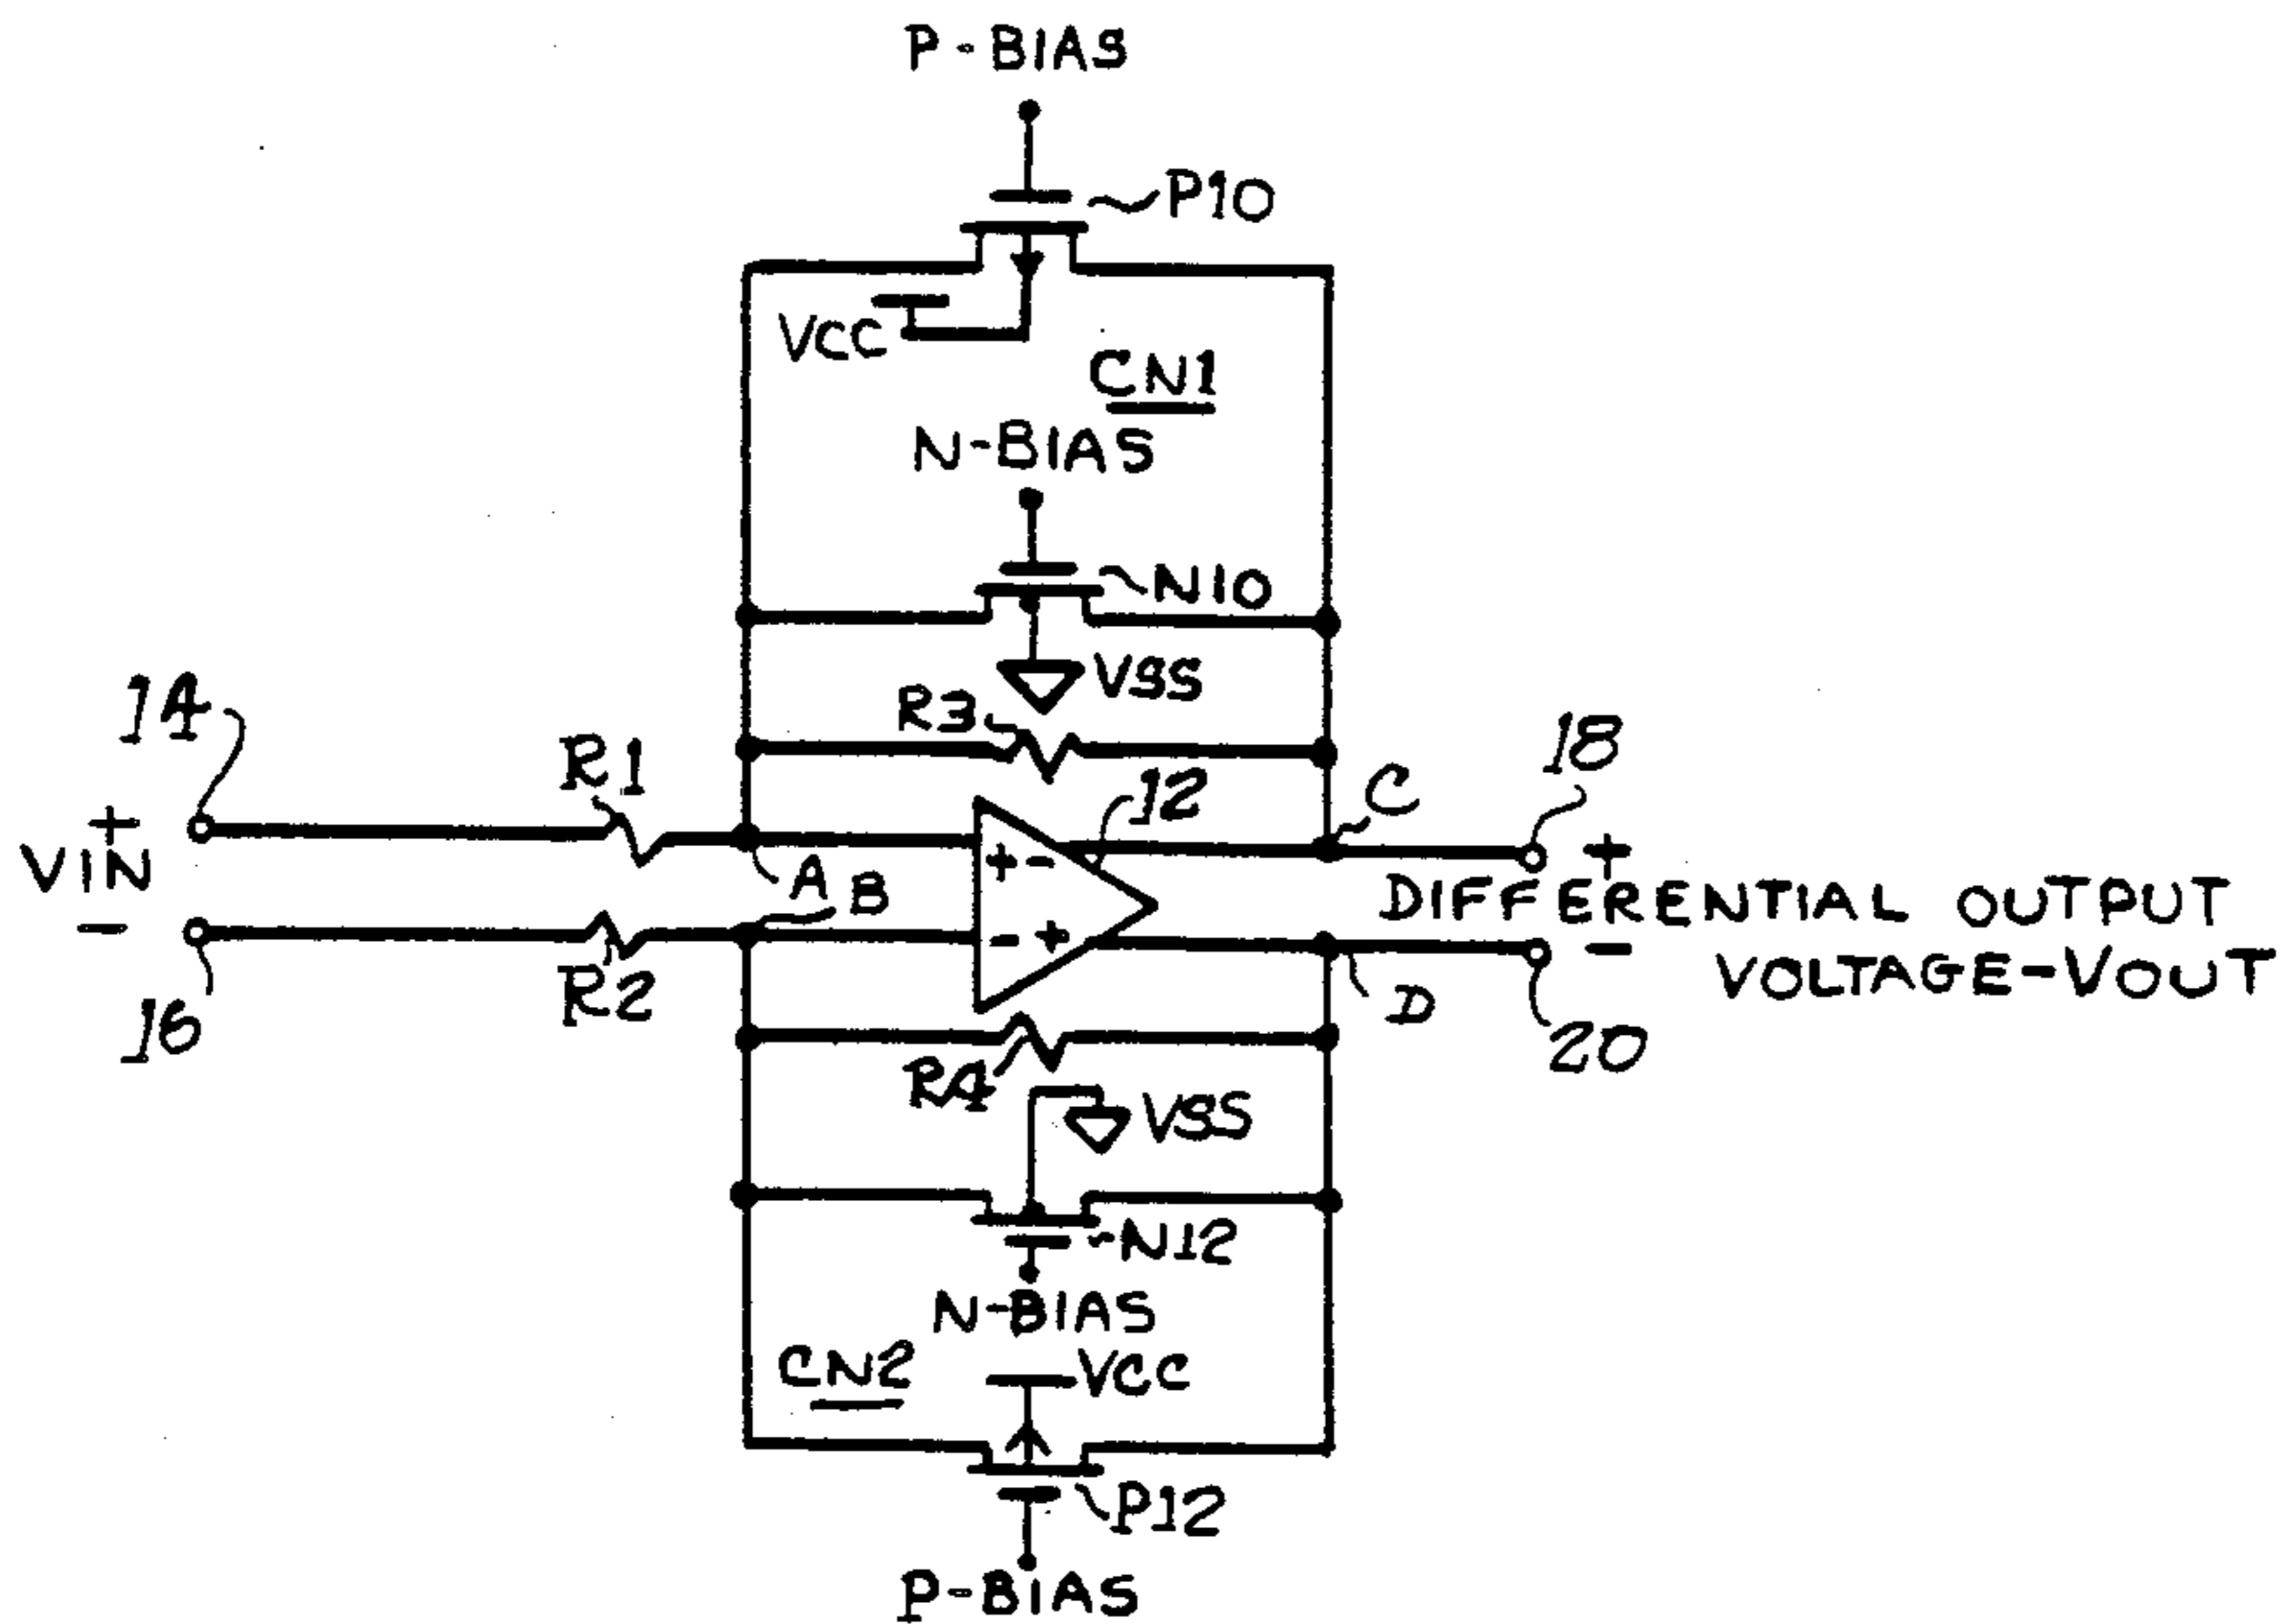 P-BIAS
P10
VCC
CN1
N-BIAS
N10
VSS
R3
14
R1
12
C
18
+
VIN
-
+ -
- +
A
B
+
DIFFERENTIAL OUTPUT
-
VOLTAGE-VOUT
16
R2
D
20
R4
VSS
N12
N-BIAS
CN2
VCC
P12
P-BIAS